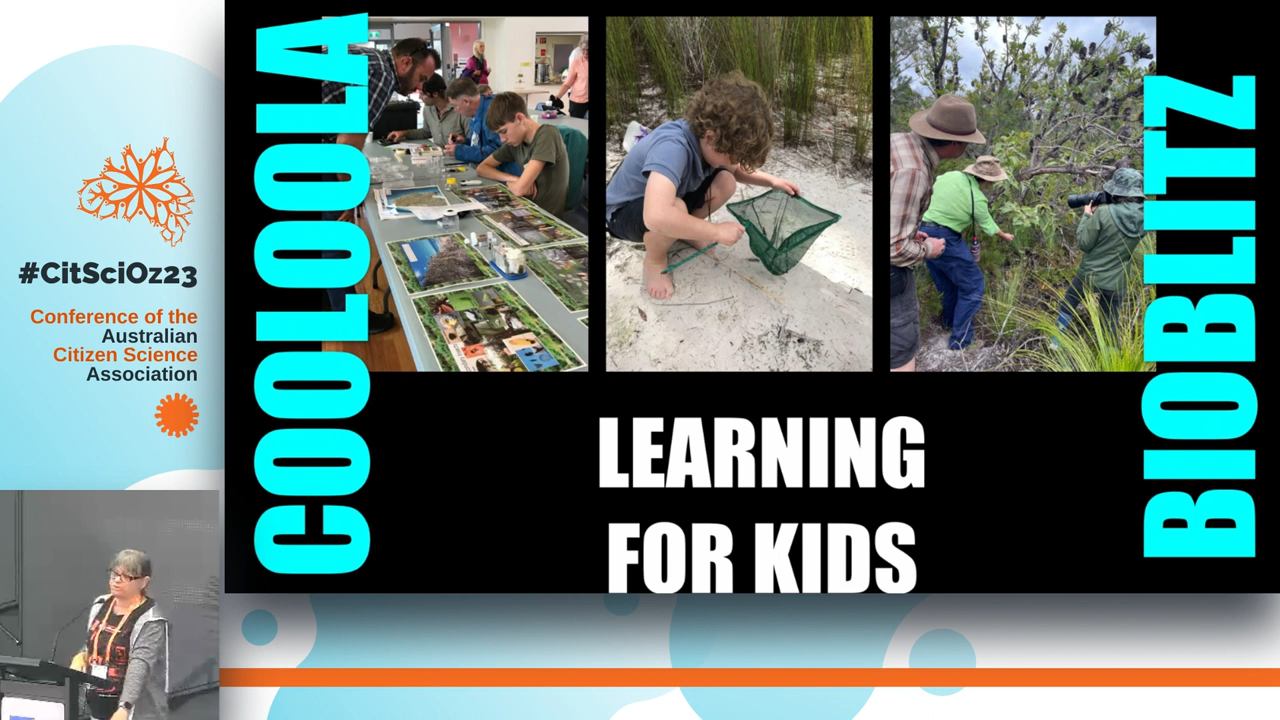 #CitSciOz23
Conference of the
Australian
Citizen Science
Association
COOLOOLA
BIOBLITZ
LEARNING
FOR KIDS